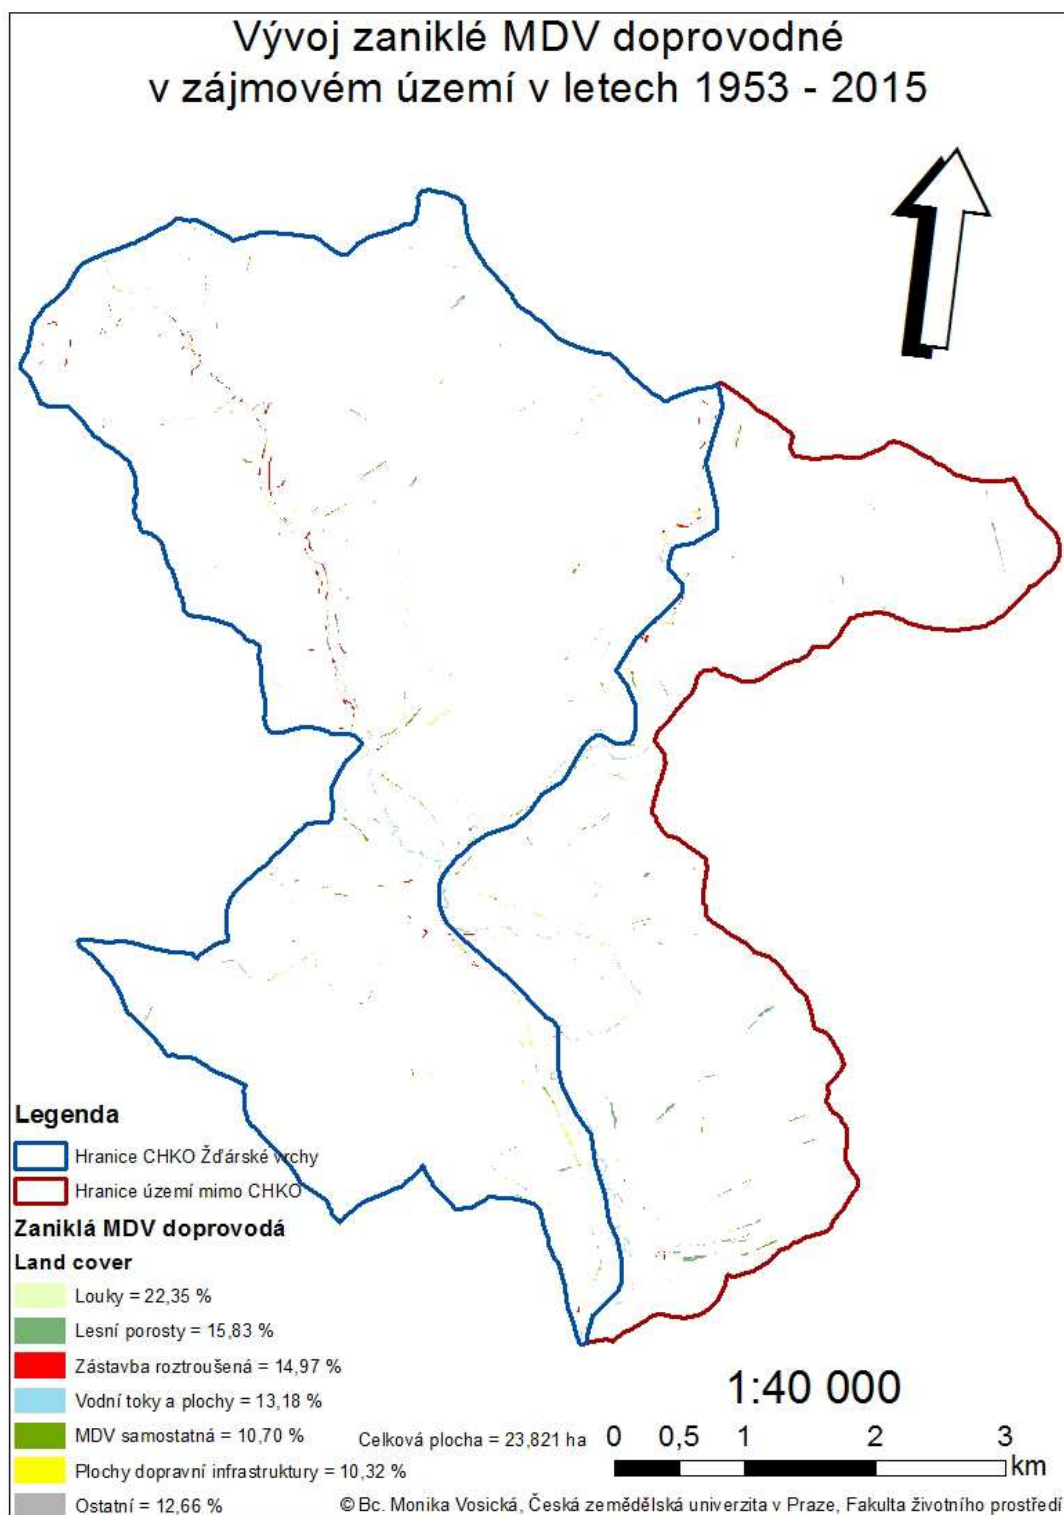 Vývoj zaniklé MDV doprovodné
v zájmovém území v letech 1953 - 2015
Legenda
Hranice CHKO Žďárské vrchy
Hranice území mimo CHKO
Zaniklá MDV doprovodá
Land cover
Louky = 22,35 %
Lesní porosty = 15,83 %
Zástavba roztroušená = 14,97 %
Vodní toky a plochy = 13,18 %
MDV samostatná = 10,70 %
Plochy dopravní infrastruktury = 10,32 %
Ostatní = 12,66 %
Celková plocha = 23,821 ha
1:40 000
0 0,5 1 2 3
km
© Bc. Monika Vosická, Česká zemědělská univerzita v Praze, Fakulta životního prostředí